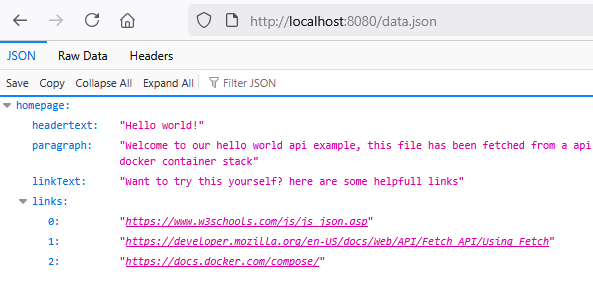 http://localhost:8080/data.json
JSON Raw Data Headers
Save Copy Collapse All Expand All Filter JSON
homepage:
headertext: "Hello world!"
paragraph: "Welcome to our hello world api example, this file has been fetched from a api
docker container stack"
linkText: "Want to try this yourself? here are some helpfull links"
links:
0: "https://www.w3schools.com/js/js_json.asp"
1: "https://developer.mozilla.org/en-US/docs/Web/API/Fetch_API/Using_Fetch"
2: "https://docs.docker.com/compose/"